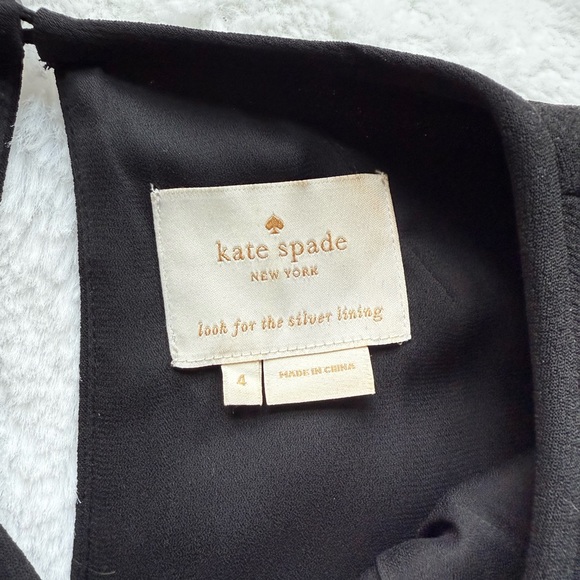 kate spade
NEW YORK
look for the silver lining
4
MADE IN CHINA